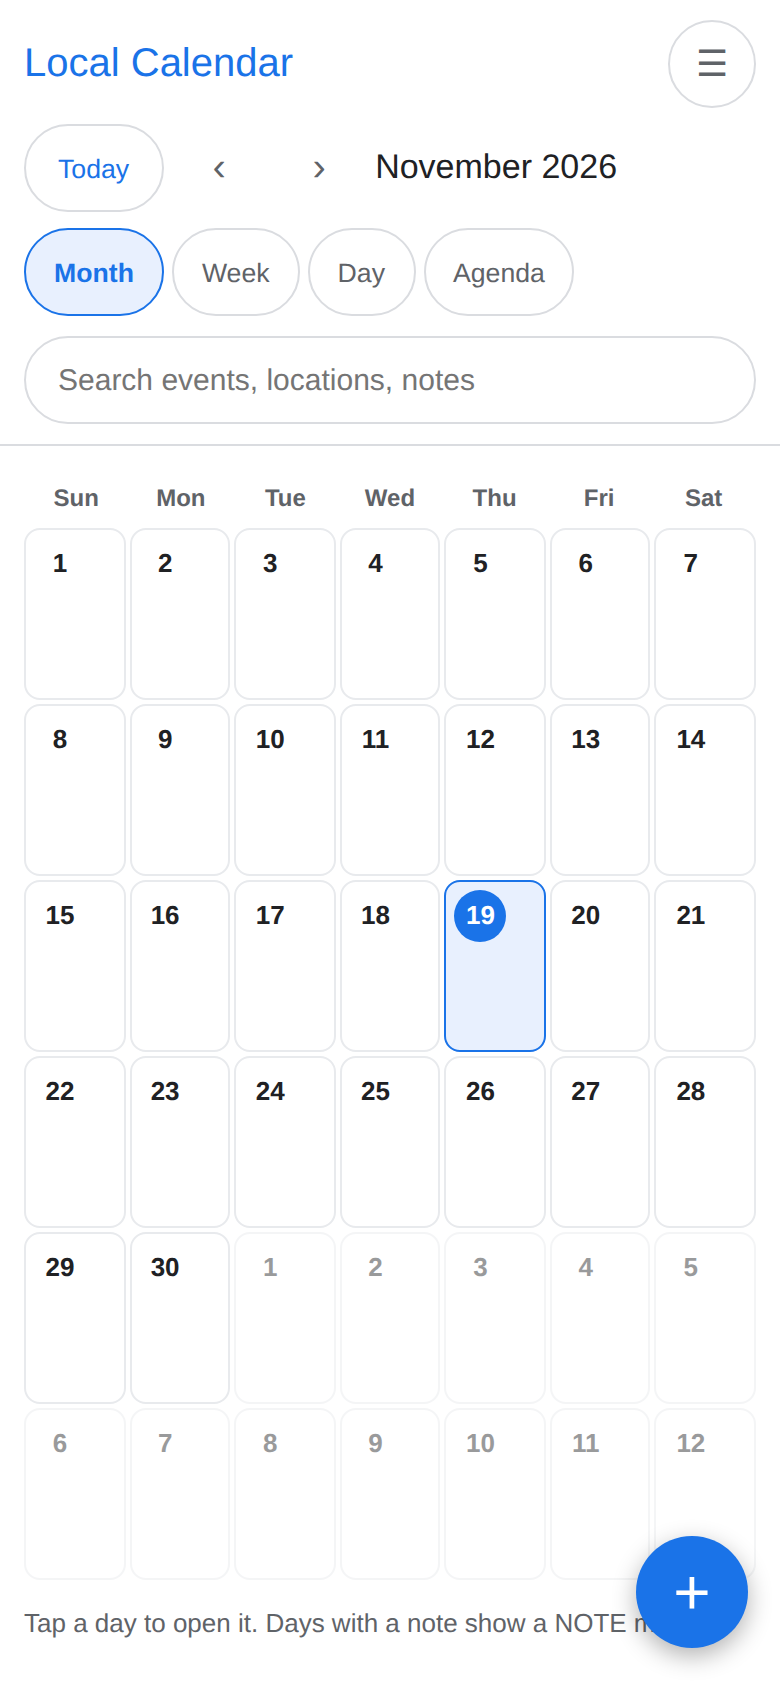 Local Calendar
☰
Today ‹ › November 2026
Month Week Day Agenda
Search events, locations, notes
Sun Mon Tue Wed Thu Fri Sat
1 2 3 4 5 6 7
8 9 10 11 12 13 14
15 16 17 18 19 20 21
22 23 24 25 26 27 28
29 30 1 2 3 4 5
6 7 8 9 10 11 12
Tap a day to open it. Days with a note show a NOTE
+